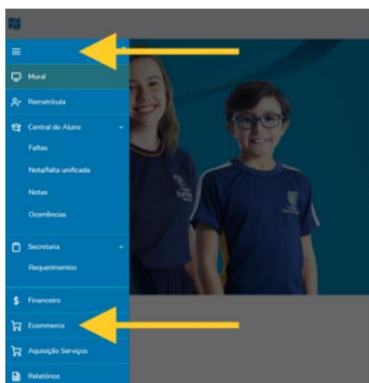 Mural
Rematrícula
Central do Aluno
Faltas
Nota/falta unificada
Notas
Ocorrências
Secretaria
Requerimentos
Financeiro
Ecommerce
Aquisição Serviços
Relatórios